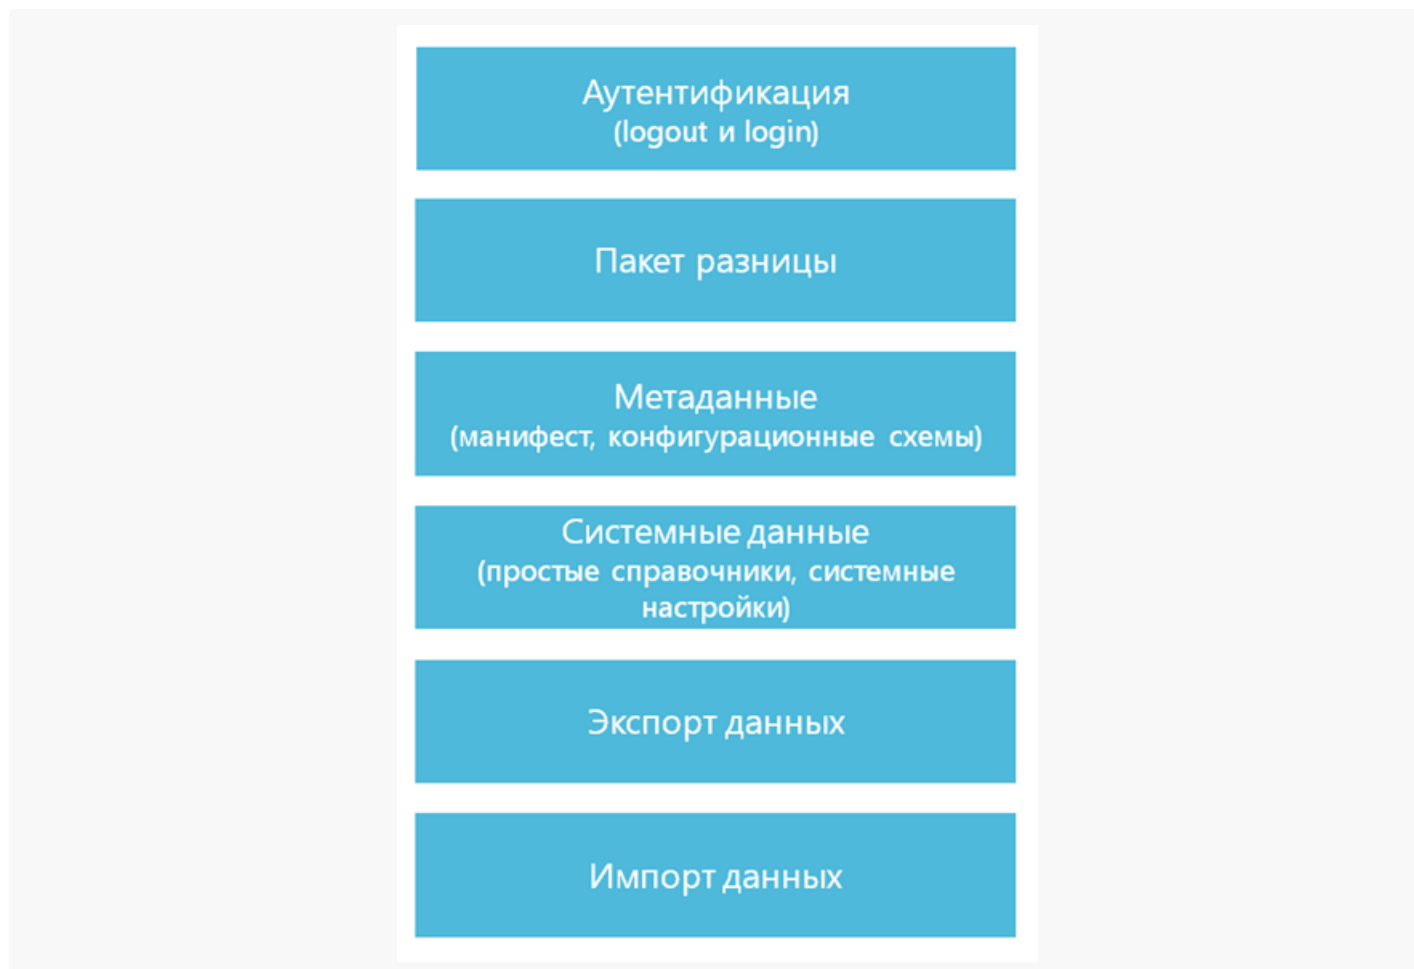 Аутентификация
(logout и login)
Пакет разницы
Метаданные
(манифест, конфигурационные схемы)
Системные данные
(простые справочники, системные
настройки)
Экспорт данных
Импорт данных